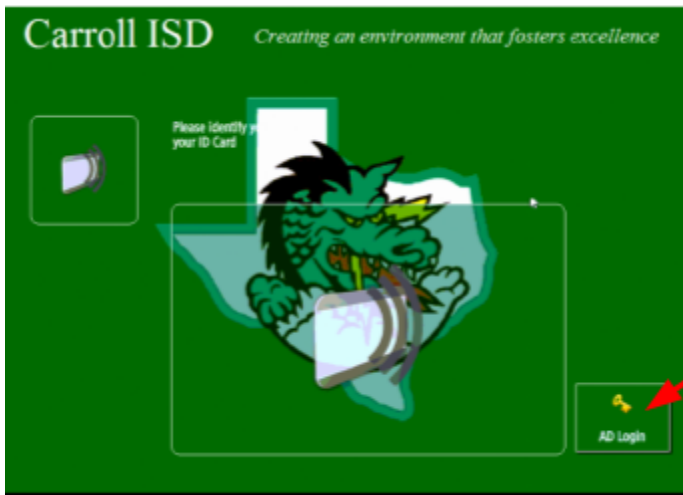 Carroll ISD
Creating an environment that fosters excellence
Please identify
your ID Card
AD Login